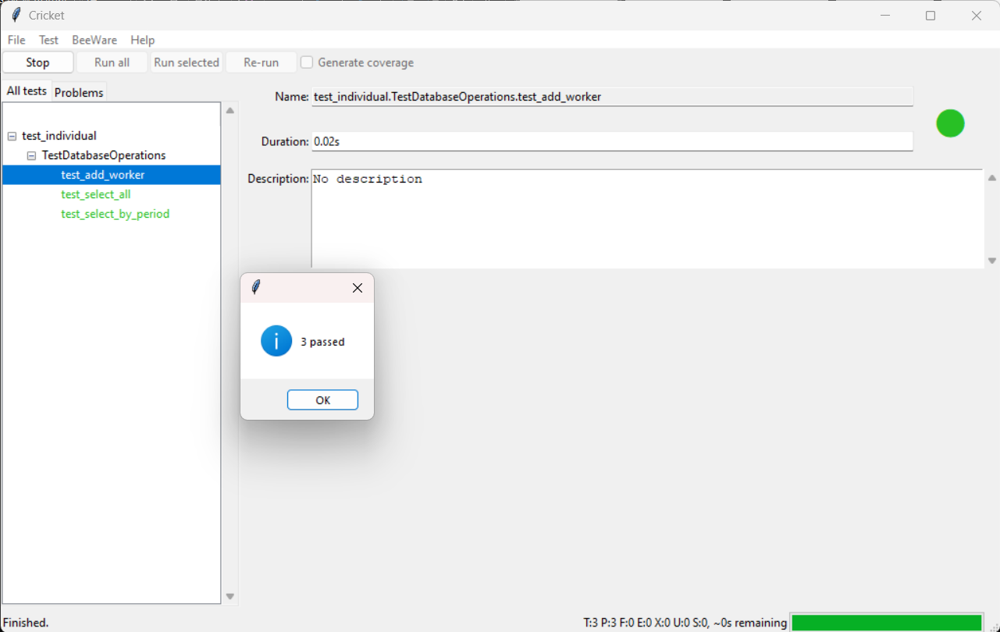 Cricket
File Test BeeWare Help
Stop Run all Run selected Re-run Generate coverage
All tests Problems
Name: test_individual.TestDatabaseOperations.test_add_worker
test_individual
Duration: 0.02s
TestDatabaseOperations
test_add_worker
Description: No description
test_select_all
test_select_by_period
3 passed
OK
Finished.
T:3 P:3 F:0 E:0 X:0 U:0 S:0, ~0s remaining